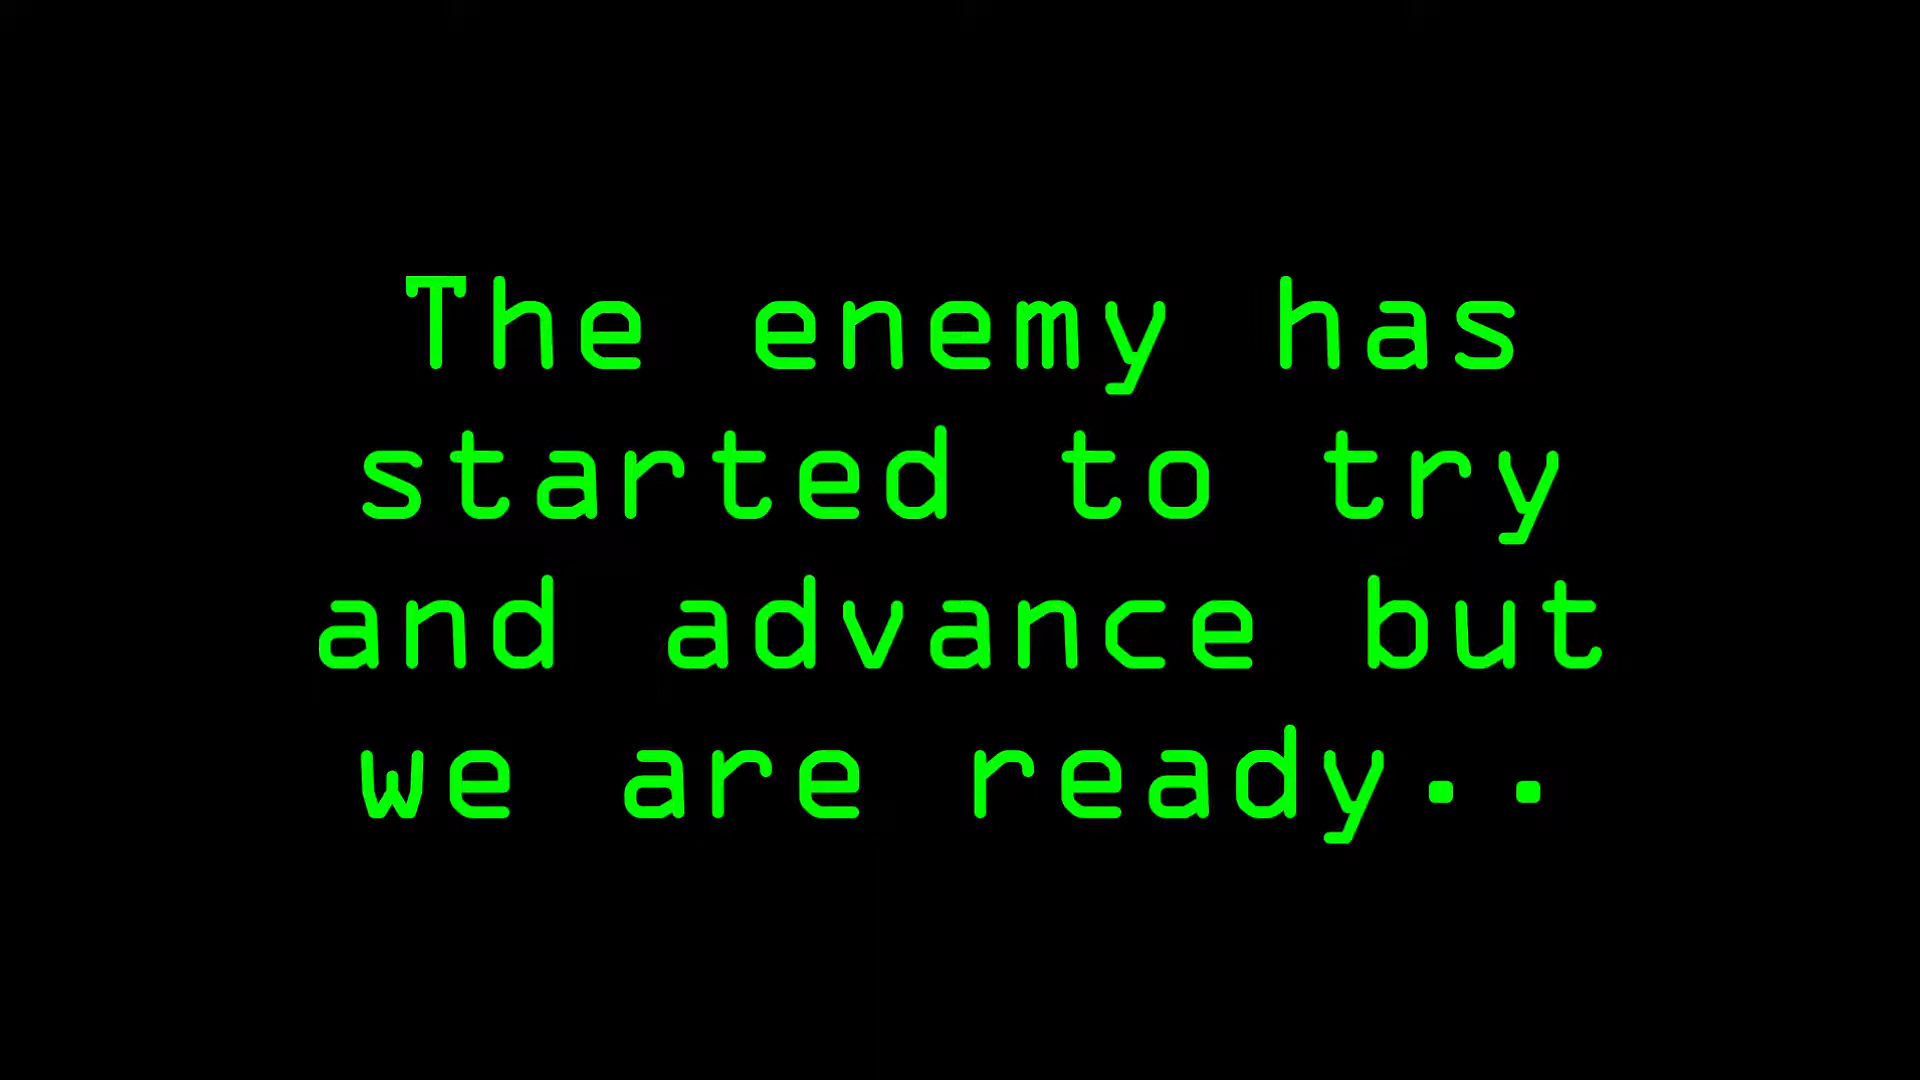 The enemy has
started to try
and advance but
we are ready..